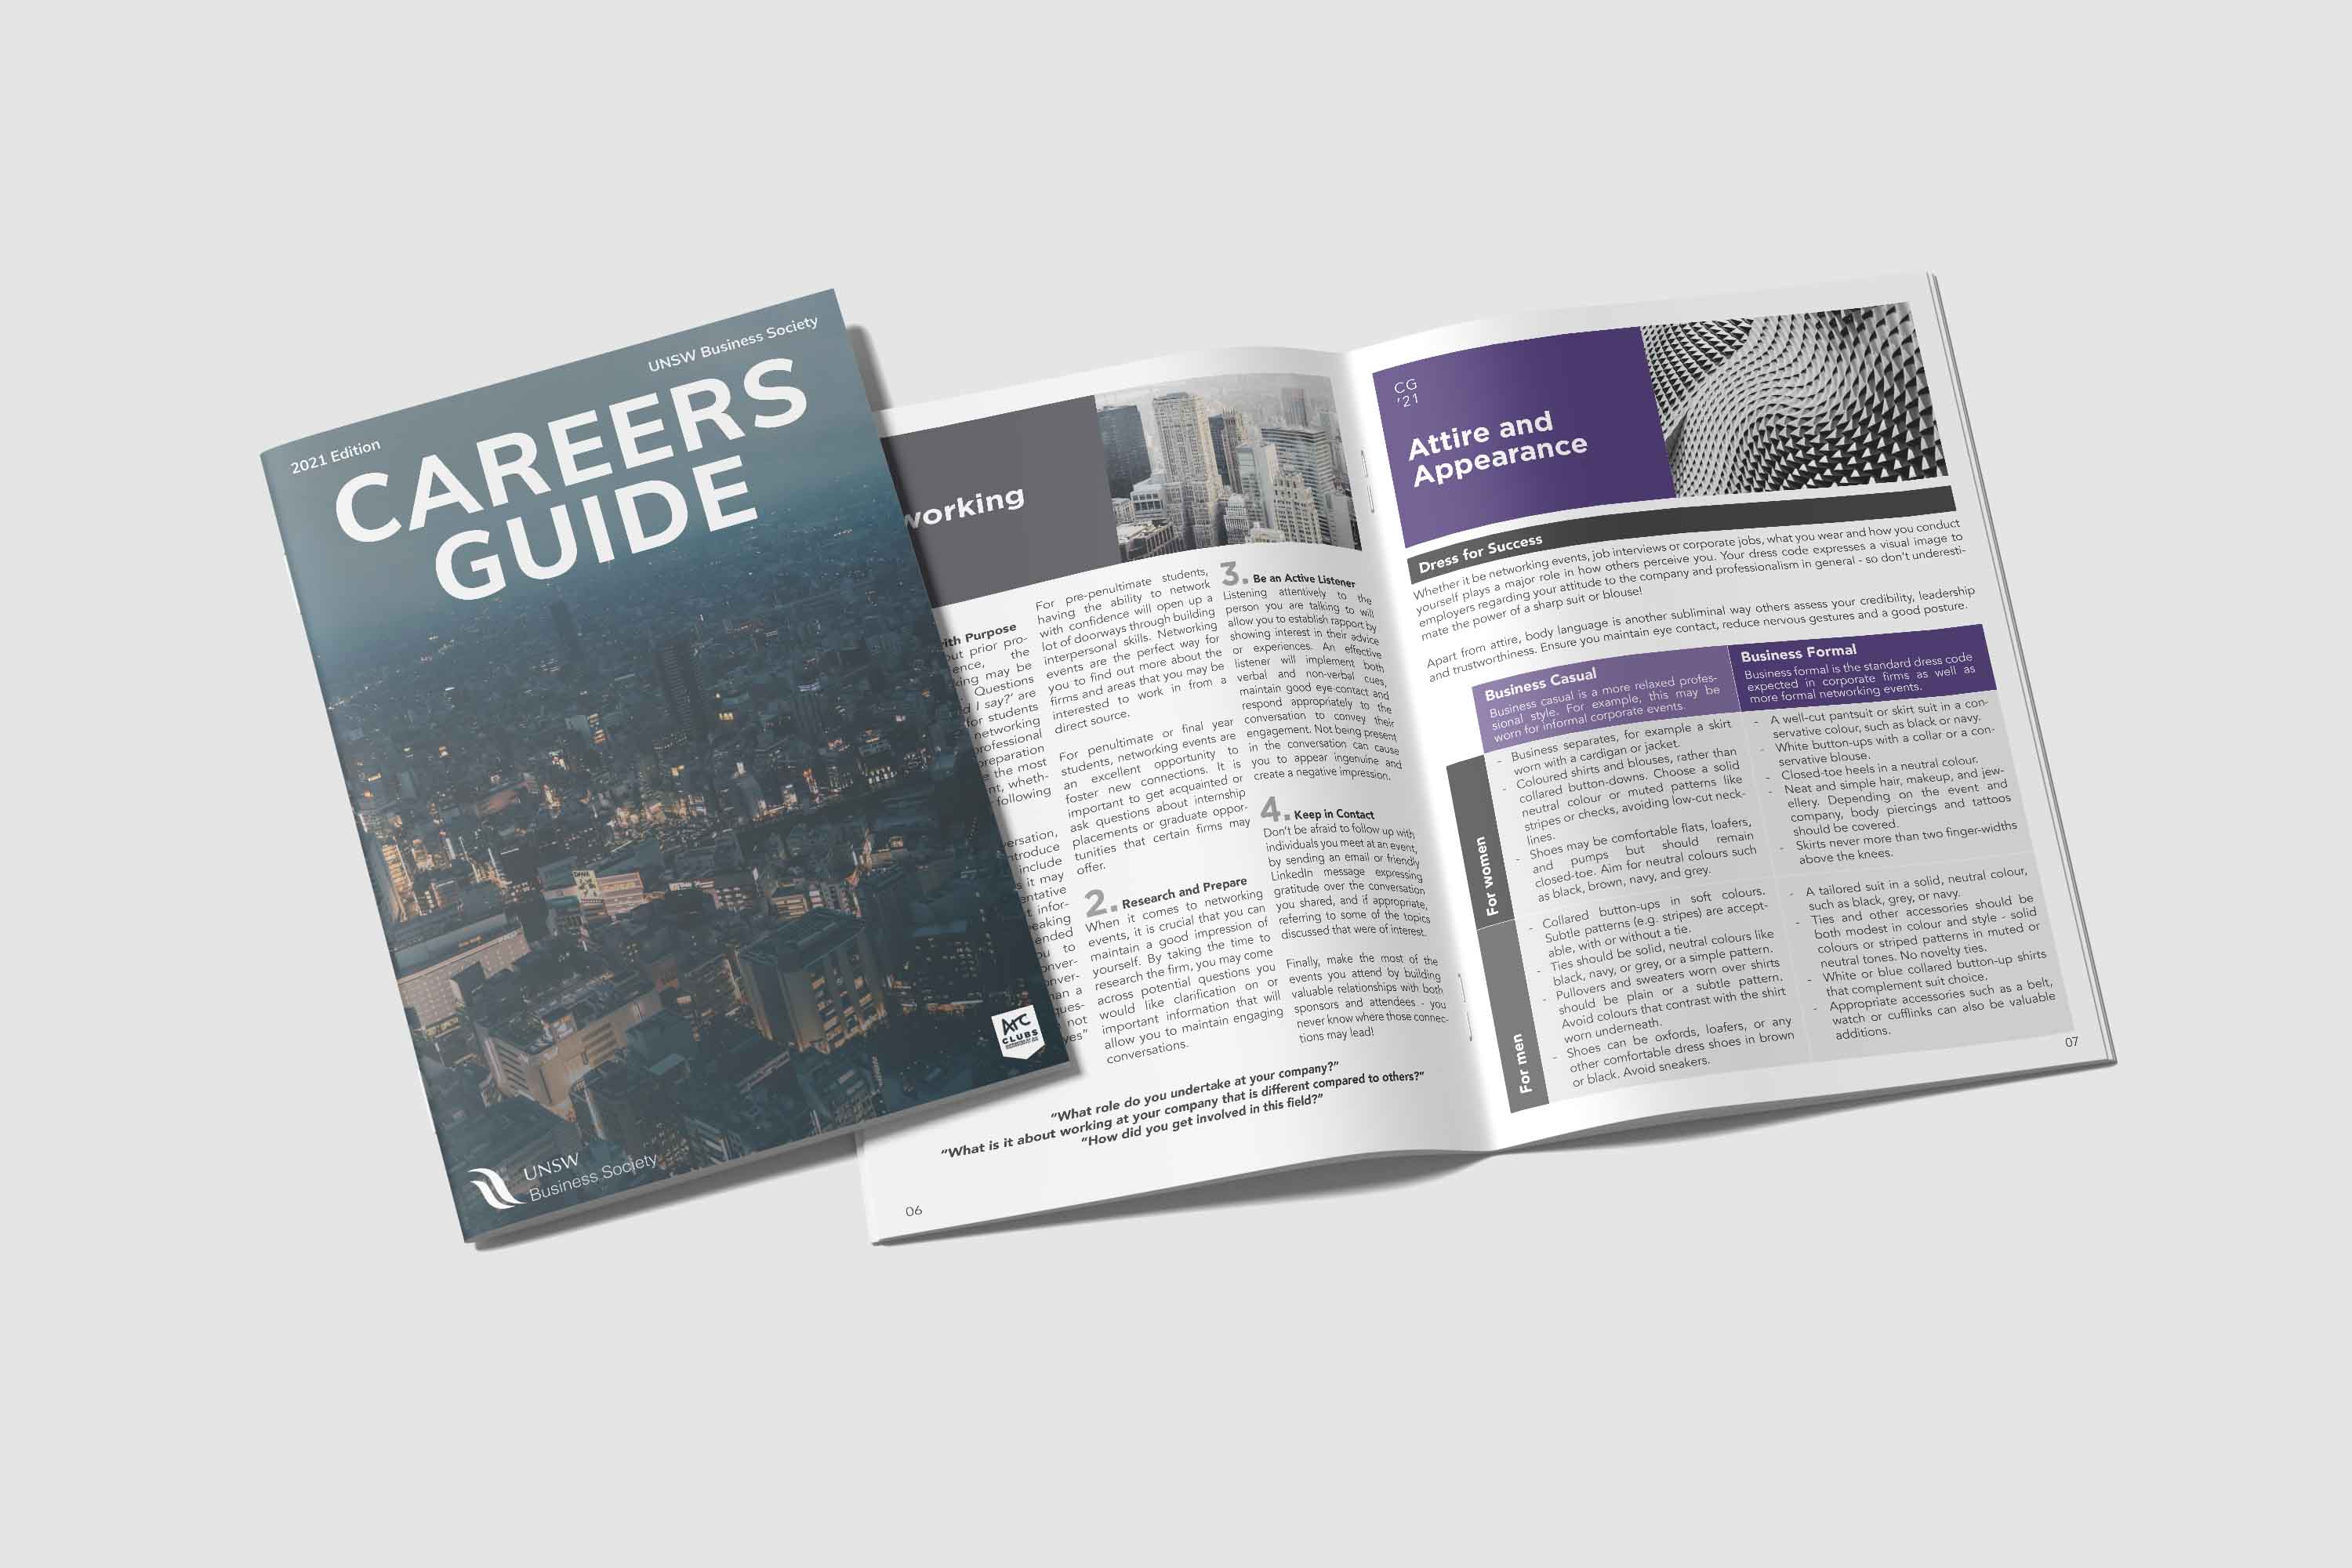 2021 Edition
UNSW Business Society
CAREERS
GUIDE
UNSW
Business Society
Arc
CLUBS
working
ith Purpose
out prior pro-
ence, the
king may be
Questions
d I say?’ are
for students
networking
professional
preparation
e the most
nt, wheth-
following
versation,
ntroduce
include
s it may
entative
t infor-
eaking
ended
ou to
onver-
nver-
han a
ques-
not
yes”
For pre-penultimate students,
having the ability to network
with confidence will open up a
lot of doorways through building
interpersonal skills. Networking
events are the perfect way for
you to find out more about the
firms and areas that you may be
interested to work in from a
direct source.
For penultimate or final year
students, networking events are
an excellent opportunity to
foster new connections. It is
important to get acquainted or
ask questions about internship
placements or graduate oppor-
tunities that certain firms may
offer.
2. Research and Prepare
When it comes to networking
events, it is crucial that you can
maintain a good impression of
yourself. By taking the time to
research the firm, you may come
across potential questions you
would like clarification on or
important information that will
allow you to maintain engaging
conversations.
3. Be an Active Listener
Listening attentively to the
person you are talking to will
allow you to establish rapport by
showing interest in their advice
or experiences. An effective
listener will implement both
verbal and non-verbal cues,
maintain good eye-contact and
respond appropriately to the
conversation to convey their
engagement. Not being present
in the conversation can cause
you to appear ingenuine and
create a negative impression.
4. Keep in Contact
Don’t be afraid to follow up with
individuals you meet at an event,
by sending an email or friendly
LinkedIn message expressing
gratitude over the conversation
you shared, and if appropriate,
referring to some of the topics
discussed that were of interest.
Finally, make the most of the
events you attend by building
valuable relationships with both
sponsors and attendees - you
never know where those connec-
tions may lead!
“What role do you undertake at your company?”
“What is it about working at your company that is different compared to others?”
“How did you get involved in this field?”
06
CG
’21
Attire and
Appearance
Dress for Success
Whether it be networking events, job interviews or corporate jobs, what you wear and how you conduct
yourself plays a major role in how others perceive you. Your dress code expresses a visual image to
employers regarding your attitude to the company and professionalism in general - so don’t underesti-
mate the power of a sharp suit or blouse!
Apart from attire, body language is another subliminal way others assess your credibility, leadership
and trustworthiness. Ensure you maintain eye contact, reduce nervous gestures and a good posture.
Business Casual
Business casual is a more relaxed profes-
sional style. For example, this may be
worn for informal corporate events.
Business Formal
Business formal is the standard dress code
expected in corporate firms as well as
more formal networking events.
For women
- Business separates, for example a skirt
worn with a cardigan or jacket.
- Coloured shirts and blouses, rather than
collared button-downs. Choose a solid
neutral colour or muted patterns like
stripes or checks, avoiding low-cut neck-
lines.
- Shoes may be comfortable flats, loafers,
and pumps but should remain
closed-toe. Aim for neutral colours such
as black, brown, navy, and grey.
- A well-cut pantsuit or skirt suit in a con-
servative colour, such as black or navy.
- White button-ups with a collar or a con-
servative blouse.
- Closed-toe heels in a neutral colour.
- Neat and simple hair, makeup, and jew-
ellery. Depending on the event and
company, body piercings and tattoos
should be covered.
- Skirts never more than two finger-widths
above the knees.
For men
- Collared button-ups in soft colours.
Subtle patterns (e.g. stripes) are accept-
able, with or without a tie.
- Ties should be solid, neutral colours like
black, navy, or grey, or a simple pattern.
- Pullovers and sweaters worn over shirts
should be plain or a subtle pattern.
Avoid colours that contrast with the shirt
worn underneath.
- Shoes can be oxfords, loafers, or any
other comfortable dress shoes in brown
or black. Avoid sneakers.
- A tailored suit in a solid, neutral colour,
such as black, grey, or navy.
- Ties and other accessories should be
both modest in colour and style - solid
colours or striped patterns in muted or
neutral tones. No novelty ties.
- White or blue collared button-up shirts
that complement suit choice.
- Appropriate accessories such as a belt,
watch or cufflinks can also be valuable
additions.
07